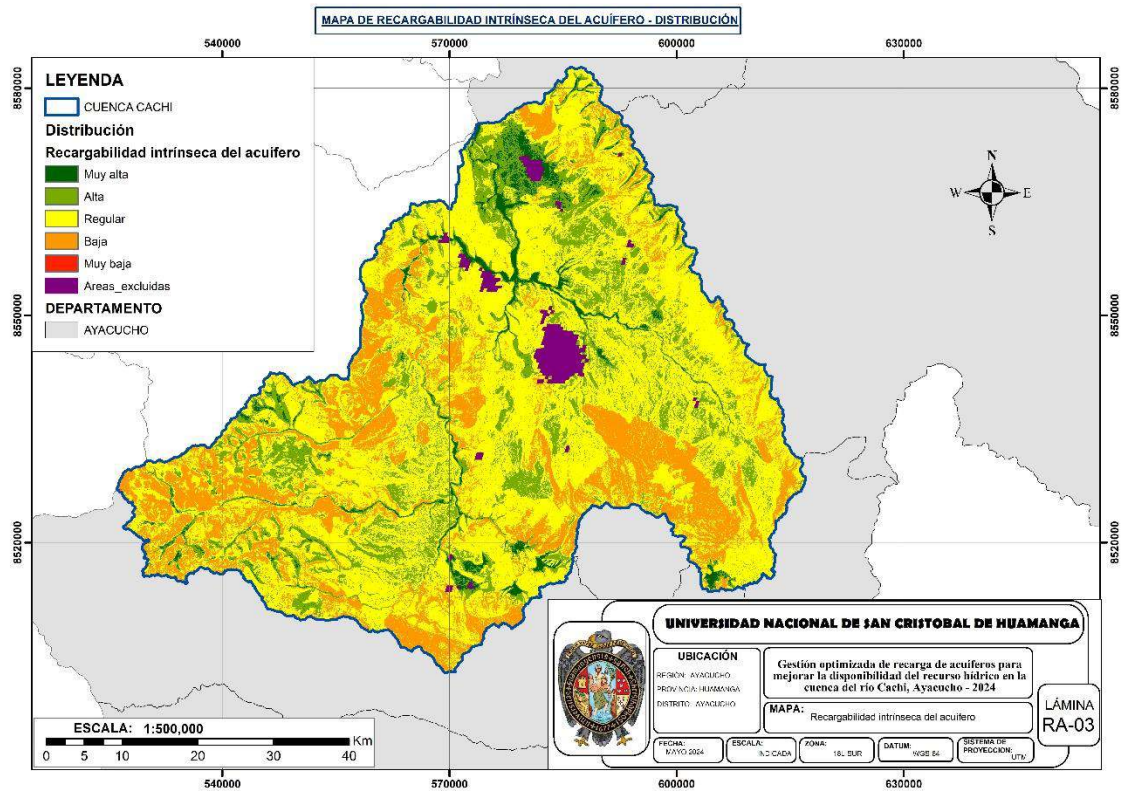 MAPA DE RECARGABILIDAD INTRÍNSECA DEL ACUÍFERO - DISTRIBUCIÓN
540000 570000 600000 630000
8580000 8580000
8550000 8550000
8520000 8520000
LEYENDA
CUENCA CACHI
Distribución
Recargabilidad intrínseca del acuifero
Muy alta
Alta
Regular
Baja
Muy baja
Areas_excluidas
DEPARTAMENTO
AYACUCHO
N
W E
S
ESCALA: 1:500,000
Km
0 5 10 20 30 40
UNIVERSIDAD NACIONAL DE SAN CRISTOBAL DE HUAMANGA
UBICACIÓN
REGIÓN: AYACUCHO
PROVINCIA: HUAMANGA
DISTRITO: AYACUCHO
Gestión optimizada de recarga de acuíferos para
mejorar la disponibilidad del recurso hídrico en la
cuenca del río Cachi, Ayacucho - 2024
MAPA:
Recargabilidad intrínseca del acuifero
LÁMINA
RA-03
FECHA:
MAYO 2024
ESCALA:
INDICADA
ZONA:
18L SUR
DATUM:
WGS 84
SISTEMA DE
PROYECCION:
UTM
540000 570000 600000 630000